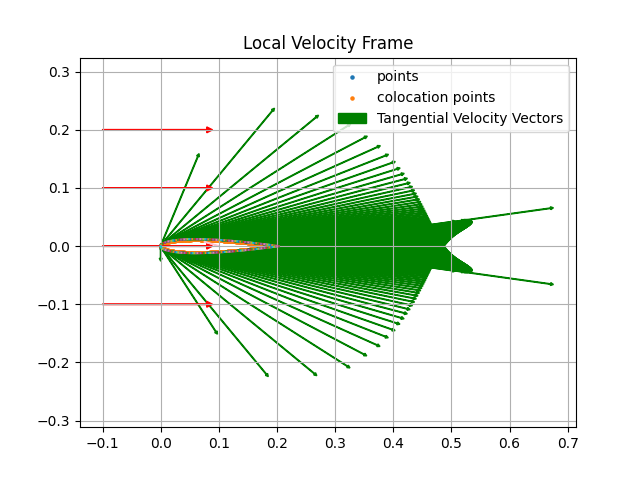 Local Velocity Frame
points
colocation points
Tangential Velocity Vectors
0.3
0.2
0.1
0.0
−0.1
−0.2
−0.3
−0.1 0.0 0.1 0.2 0.3 0.4 0.5 0.6 0.7